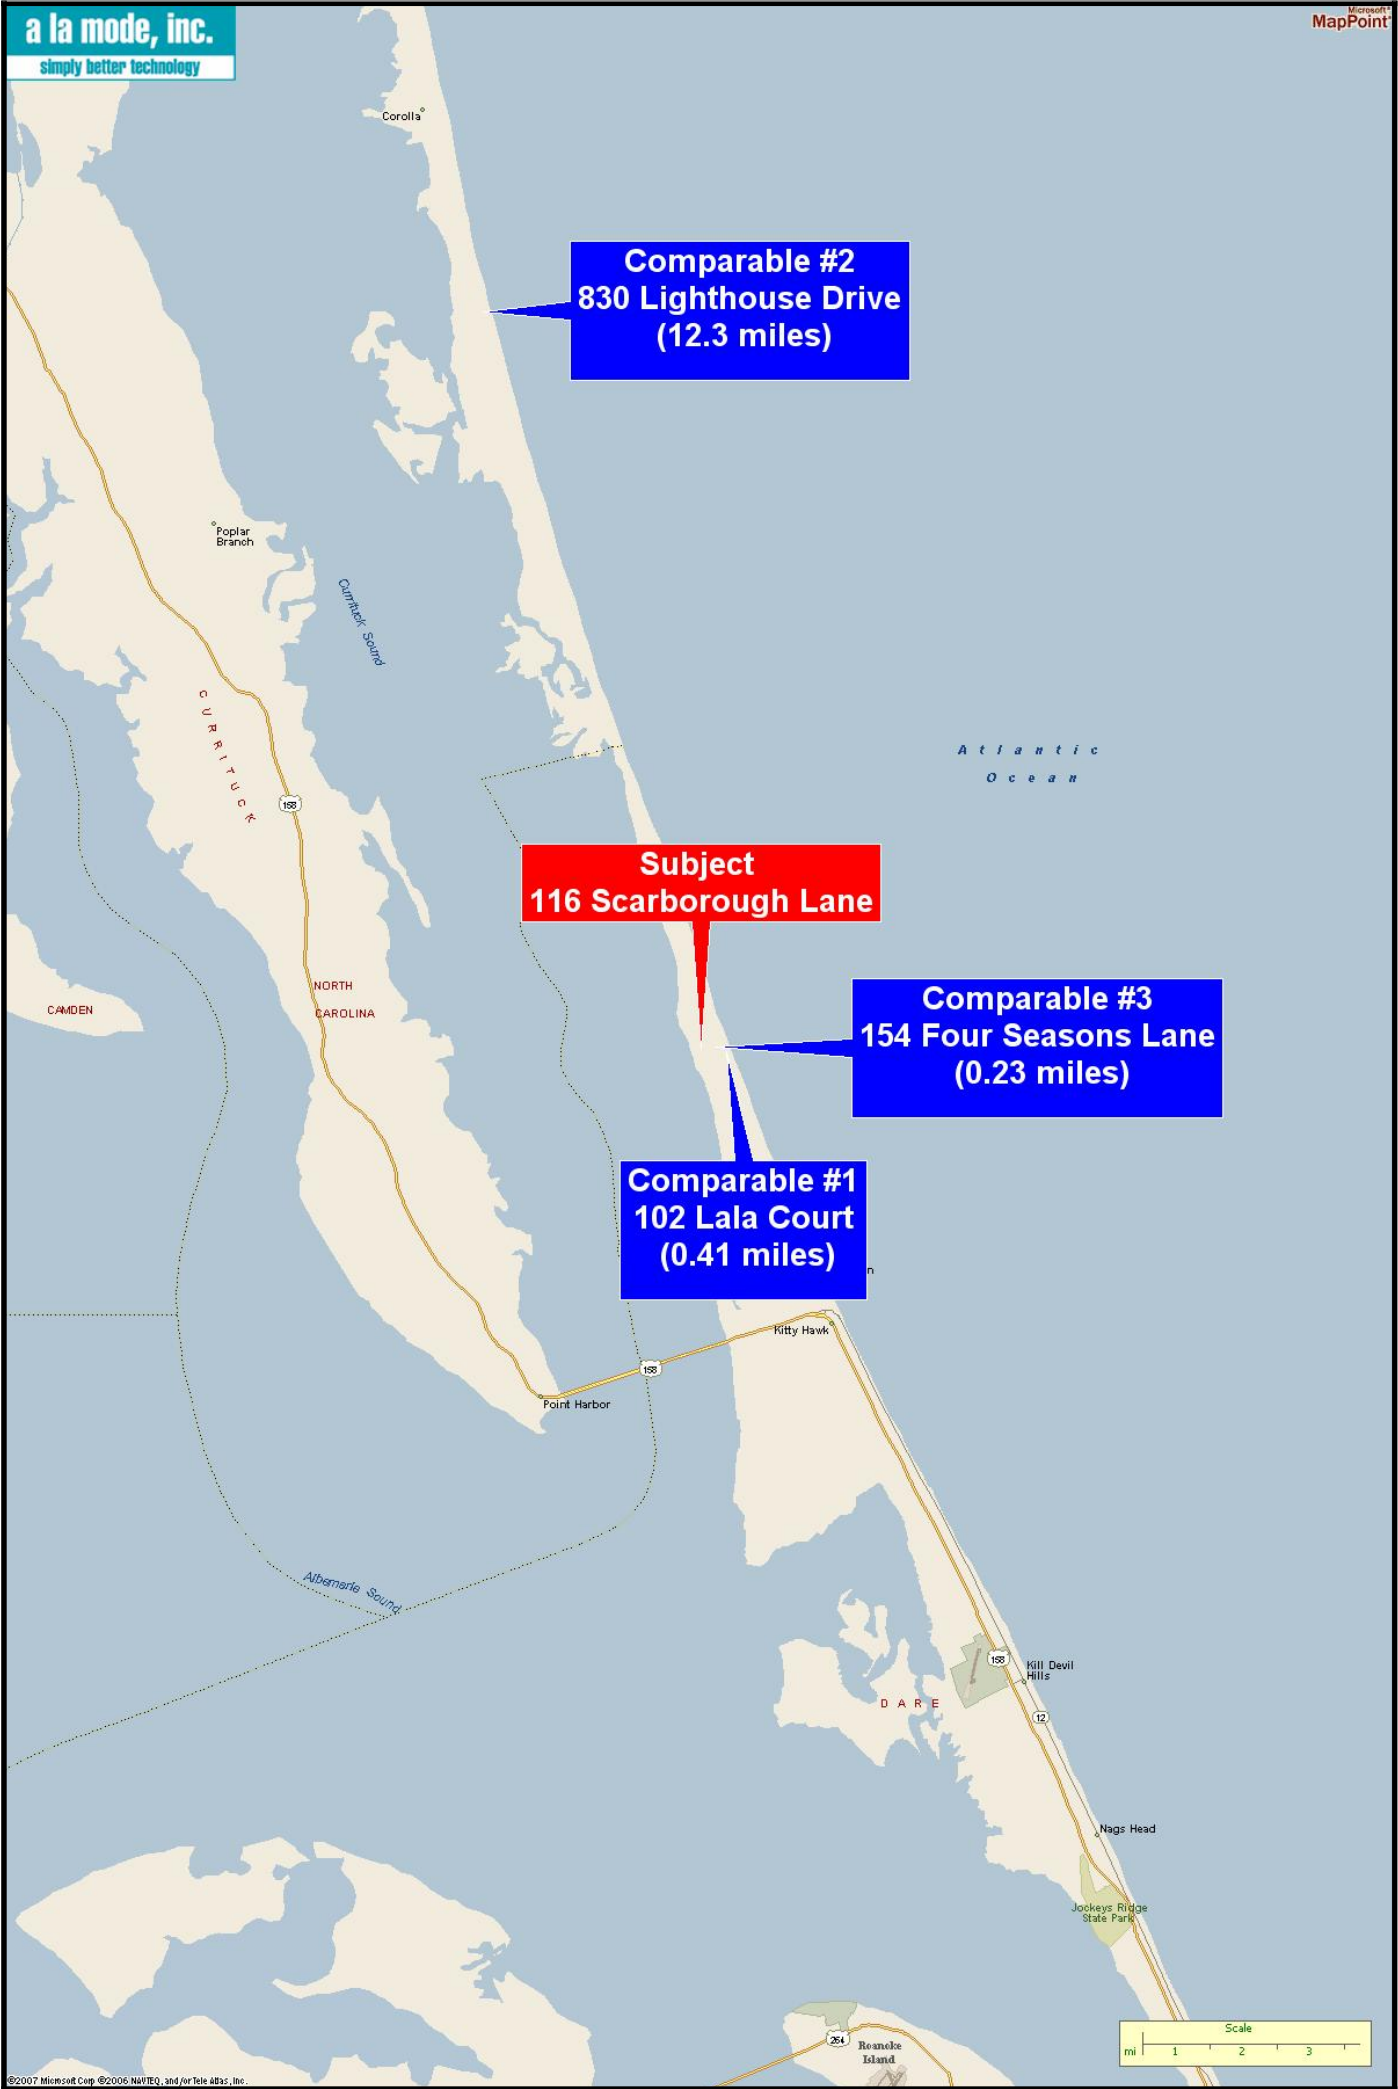 a la mode, inc.
simply better technology
Microsoft®
MapPoint®
Corolla
Comparable #2
830 Lighthouse Drive
(12.3 miles)
Poplar
Branch
Currituck Sound
CURRITUCK
158
Atlantic
Ocean
Subject
116 Scarborough Lane
NORTH
CAROLINA
CAMDEN
Comparable #3
154 Four Seasons Lane
(0.23 miles)
Comparable #1
102 Lala Court
(0.41 miles)
n
Kitty Hawk
158
Point Harbor
Albemarle Sound
158
Kill Devil
Hills
DARE
12
Nags Head
Jockeys Ridge
State Park
Scale
mi 1 2 3
264
Roanoke
Island
©2007 Microsoft Corp ©2006 NAVTEQ, and/or Tele Atlas, Inc.